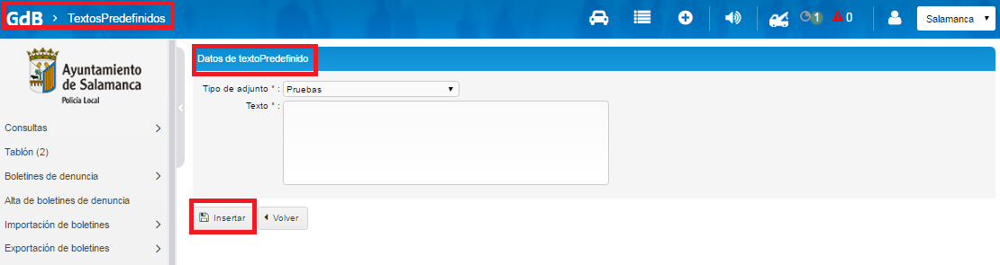 GdB > TextosPredefinidos
1
0
Salamanca
Ayuntamiento
de Salamanca
Policía Local
Consultas
Tablón (2)
Boletines de denuncia
Alta de boletines de denuncia
Importación de boletines
Exportación de boletines
Datos de textoPredefinido
Tipo de adjunto * : Pruebas
Texto * :
Insertar
Volver